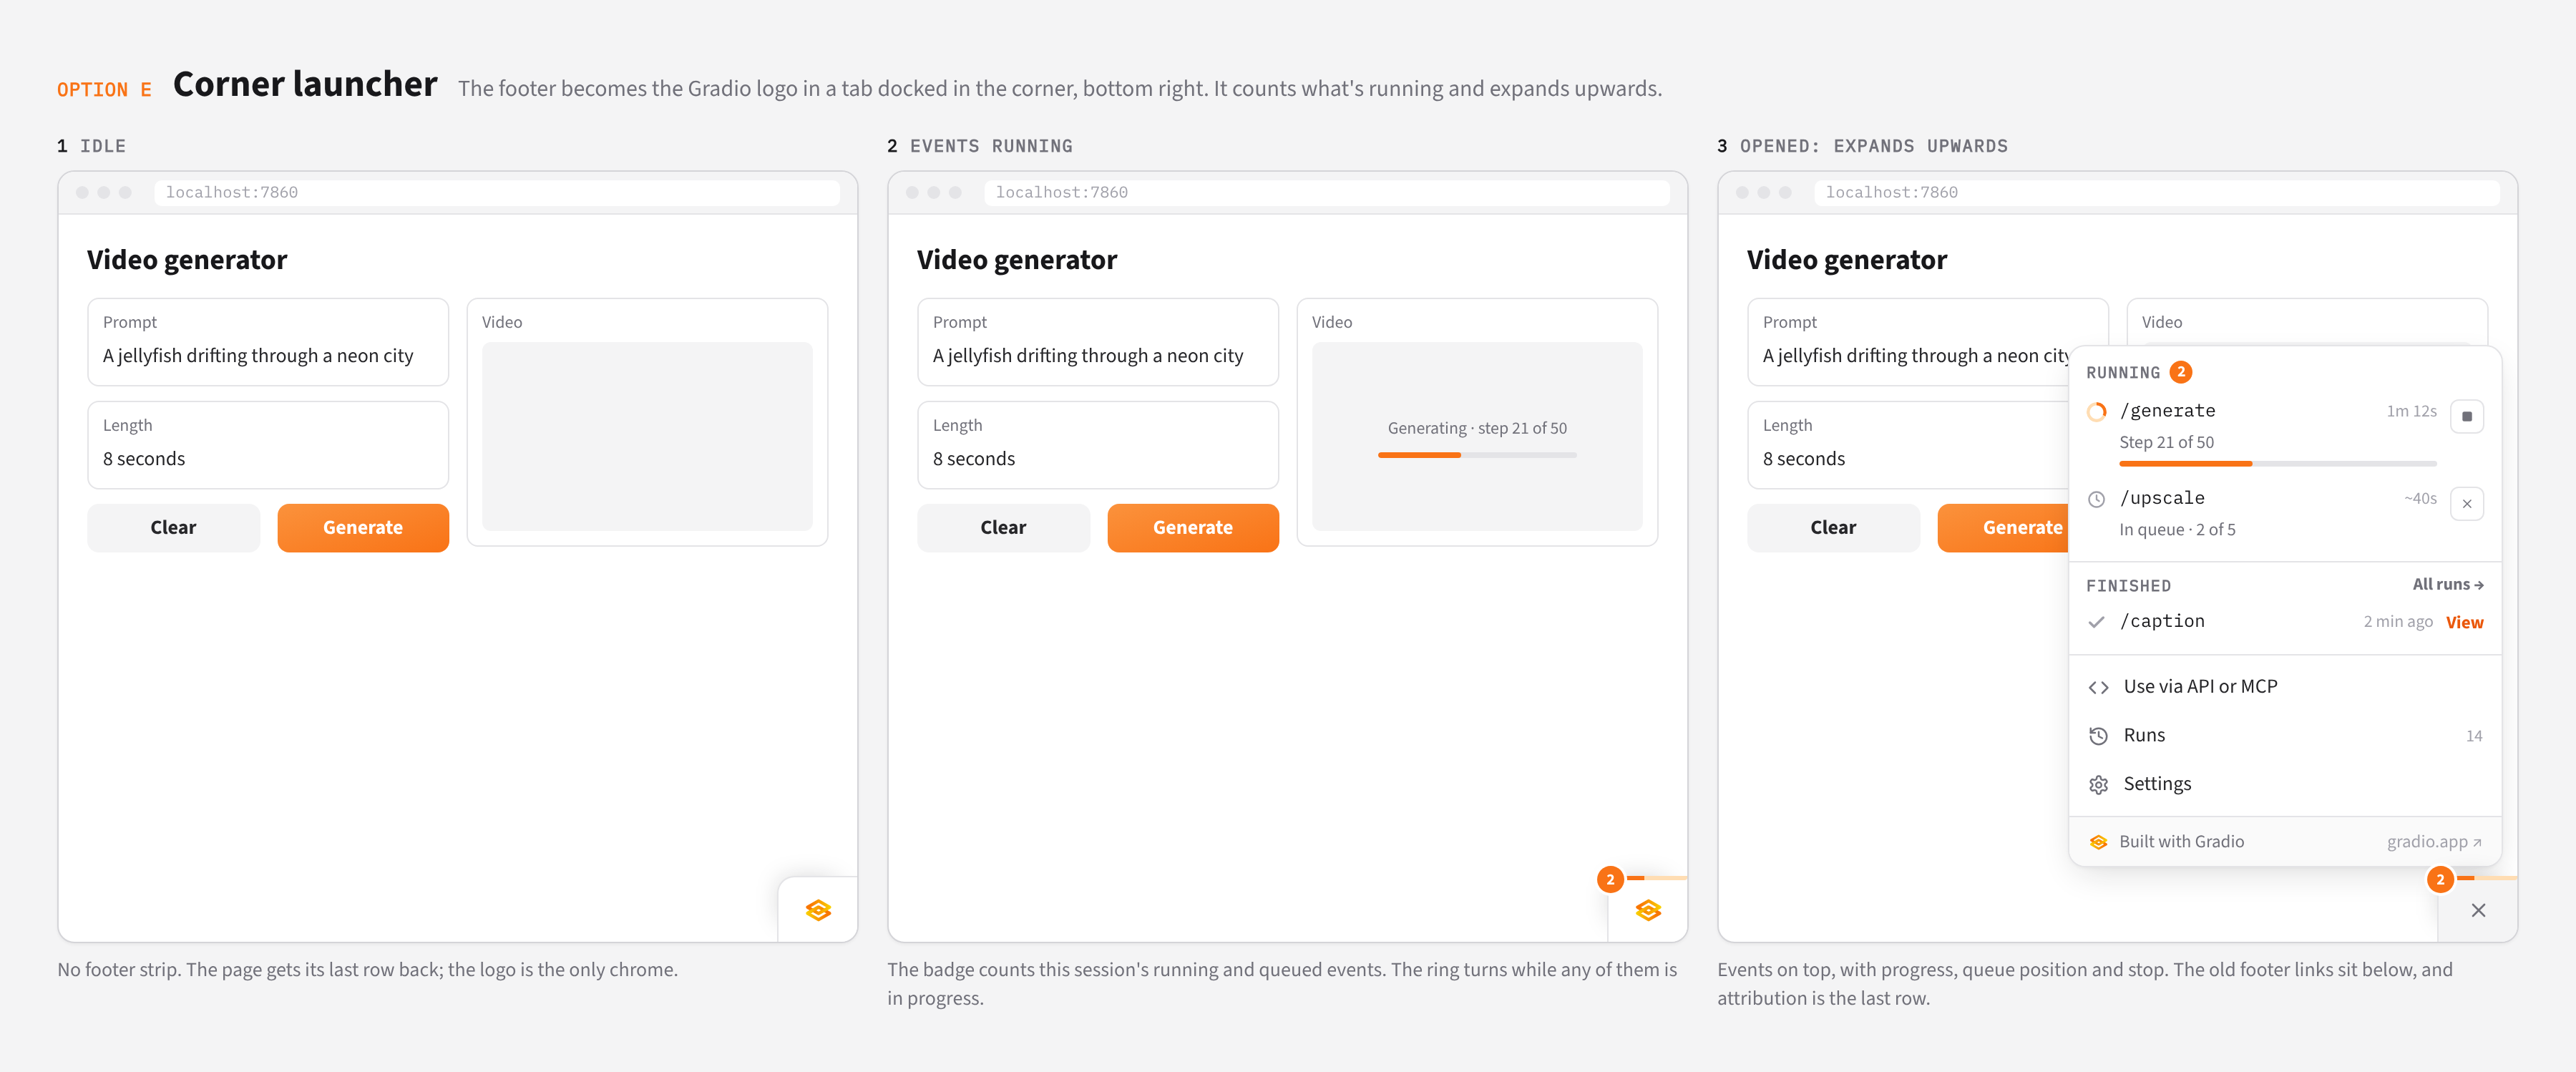 OPTION E Corner launcher The footer becomes the Gradio logo in a tab docked in the corner, bottom right. It counts what's running and expands upwards.
1 IDLE
localhost:7860
Video generator
Prompt
A jellyfish drifting through a neon city
Length
8 seconds
Clear
Generate
Video
No footer strip. The page gets its last row back; the logo is the only chrome.
2 EVENTS RUNNING
localhost:7860
Video generator
Prompt
A jellyfish drifting through a neon city
Length
8 seconds
Clear
Generate
Video
Generating · step 21 of 50
2
The badge counts this session's running and queued events. The ring turns while any of them is
in progress.
3 OPENED: EXPANDS UPWARDS
localhost:7860
Video generator
Prompt
A jellyfish drifting through a neon city
Length
8 seconds
Clear
Generate
Video
RUNNING 2
/generate 1m 12s
Step 21 of 50
/upscale ~40s
In queue · 2 of 5
FINISHED All runs →
/caption 2 min ago View
Use via API or MCP
Runs 14
Settings
Built with Gradio gradio.app ↗
2
Events on top, with progress, queue position and stop. The old footer links sit below, and
attribution is the last row.